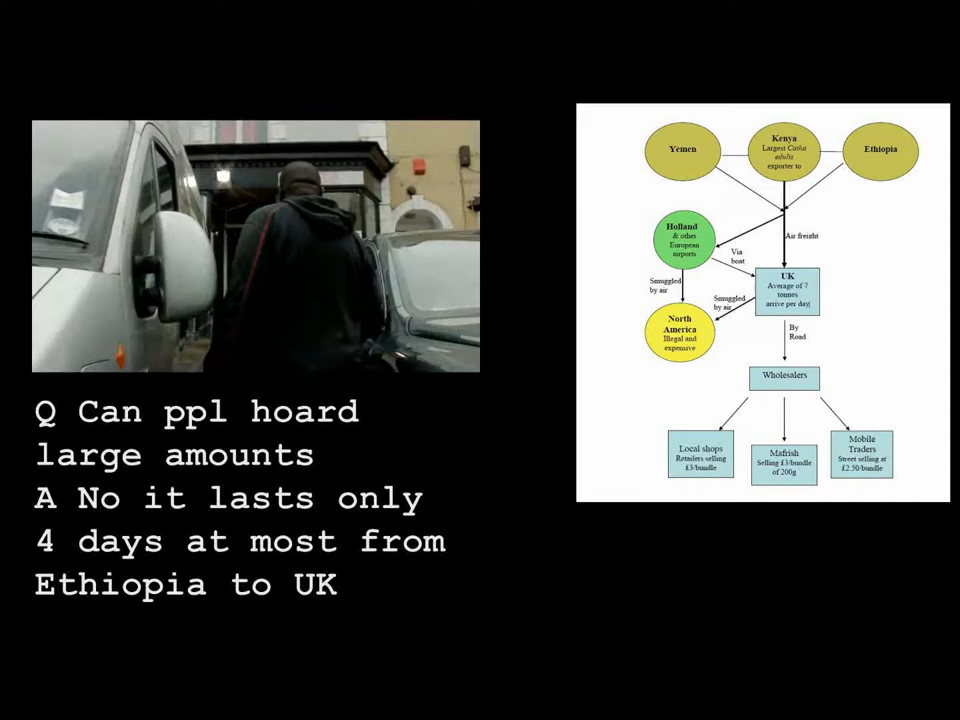 Q Can ppl hoard
large amounts
A No it lasts only
4 days at most from
Ethiopia to UK
Yemen
Kenya
Largest Catha
adults
exporter to
Ethiopia
Holland
& other
European
airports
Air freight
Via
boat
UK
Average of 7
tonnes
arrive per day
Smuggled
by air
Smuggled
by air
North
America
Illegal and
expensive
By
Road
Wholesalers
Local shops
Retailers selling
£3/bundle
Mafrish
Selling £3/bundle
of 200g
Mobile
Traders
Street selling at
£2.50/bundle